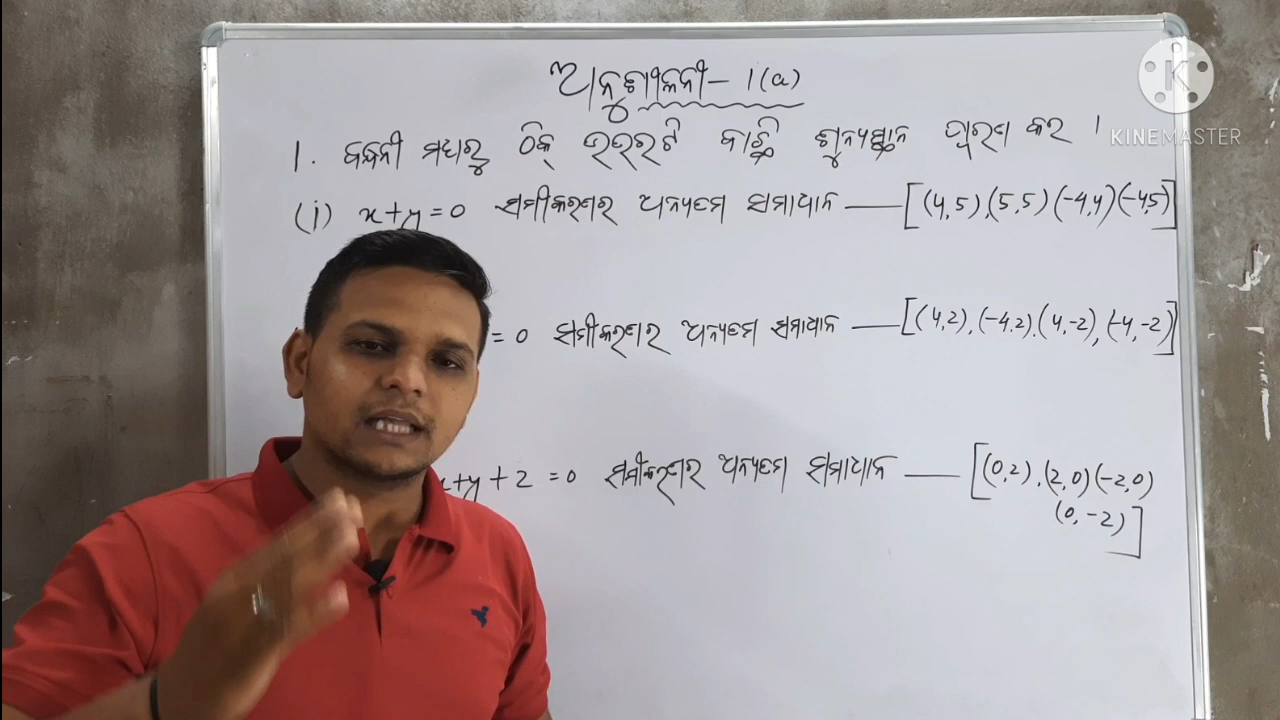 ଅନୁଶୀଳନୀ- 1(a)
1. ବନ୍ଧନୀ ମଧ୍ୟରୁ ଠିକ୍ ଉତ୍ତରଟି ବାଛି ଶୂନ୍ୟସ୍ଥାନ ପୂରଣ କର ।
(i) x+y=0 ସମୀକରଣର ଅନ୍ୟତମ ସମାଧାନ — [(4,5),(5,5)(-4,4)(-4,5)]
= 0 ସମୀକରଣର ଅନ୍ୟତମ ସମାଧାନ — [(4,2),(-4,2),(4,-2),(-4,-2)]
x+y+2 = 0 ସମୀକରଣର ଅନ୍ୟତମ ସମାଧାନ — [(0,2),(2,0)(-2,0)
(0,-2)]
KINEMASTER